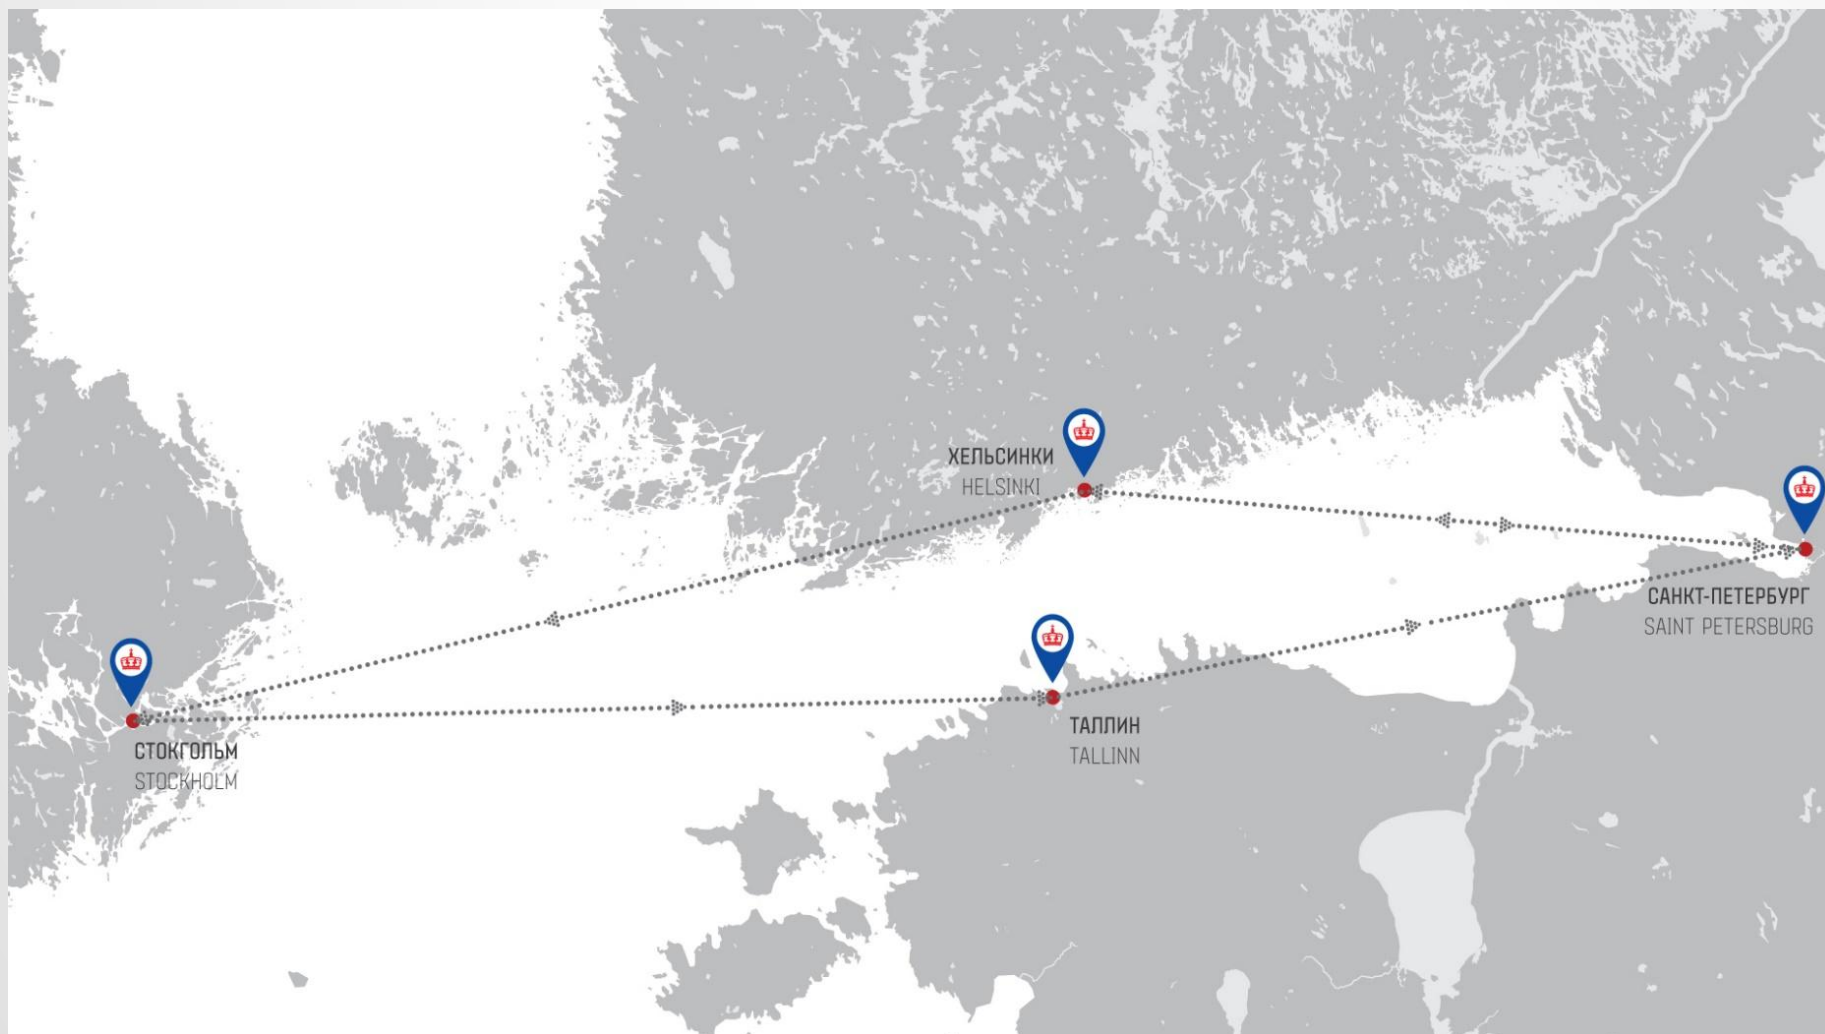 ХЕЛЬСИНКИ
HELSINKI
САНКТ-ПЕТЕРБУРГ
SAINT PETERSBURG
ТАЛЛИН
TALLINN
СТОКГОЛЬМ
STOCKHOLM